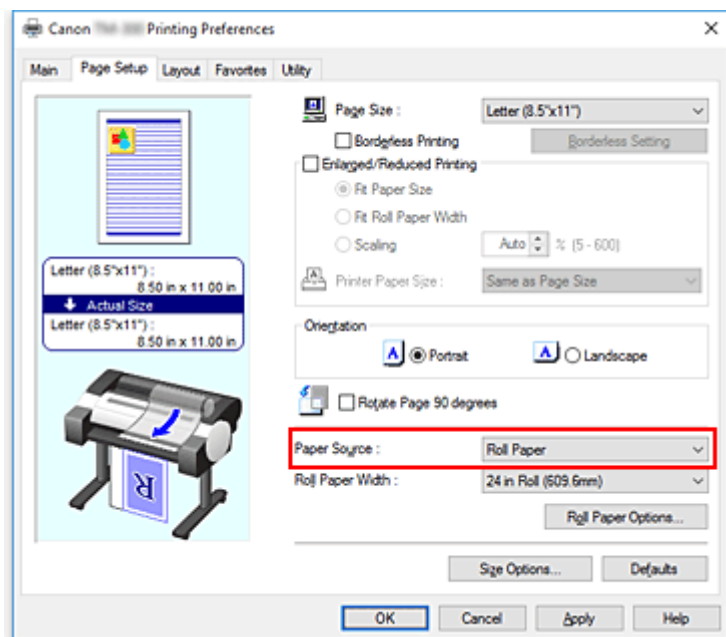 Canon Printing Preferences
Main Page Setup Layout Favorites Utility
Page Size : Letter (8.5"x11")
Borderless Printing Borderless Setting
Enlarged/Reduced Printing
Fit Paper Size
Fit Roll Paper Width
Scaling Auto % (5 - 600)
Printer Paper Size : Same as Page Size
Letter (8.5"x11") :
8.50 in x 11.00 in
Actual Size
Letter (8.5"x11") :
8.50 in x 11.00 in
Orientation
A Portrait A Landscape
Rotate Page 90 degrees
R
Paper Source : Roll Paper
Roll Paper Width : 24 in Roll (609.6mm)
Roll Paper Options...
Size Options... Defaults
OK Cancel Apply Help